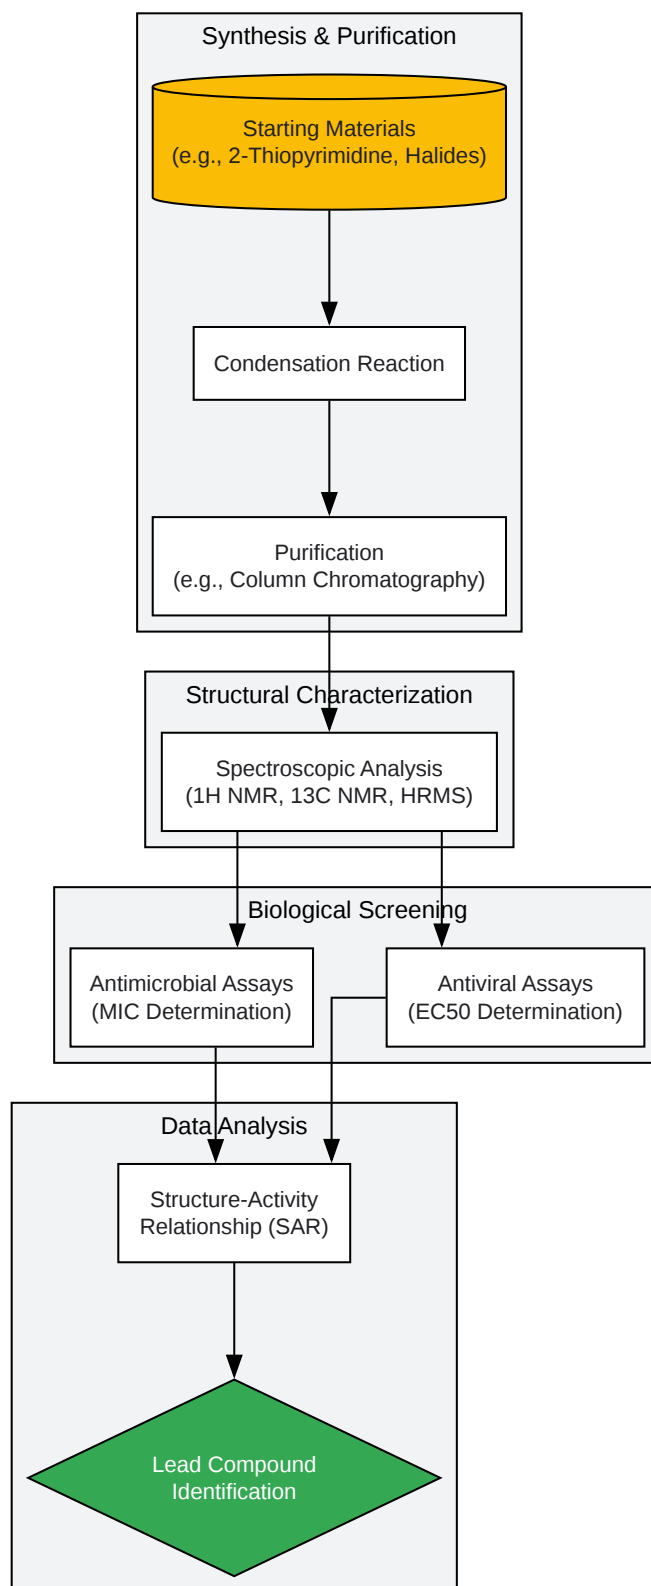 Synthesis & Purification
Starting Materials
(e.g., 2-Thiopyrimidine, Halides)
Condensation Reaction
Purification
(e.g., Column Chromatography)
Structural Characterization
Spectroscopic Analysis
(1H NMR, 13C NMR, HRMS)
Biological Screening
Antimicrobial Assays
(MIC Determination)
Antiviral Assays
(EC50 Determination)
Data Analysis
Structure-Activity
Relationship (SAR)
Lead Compound
Identification